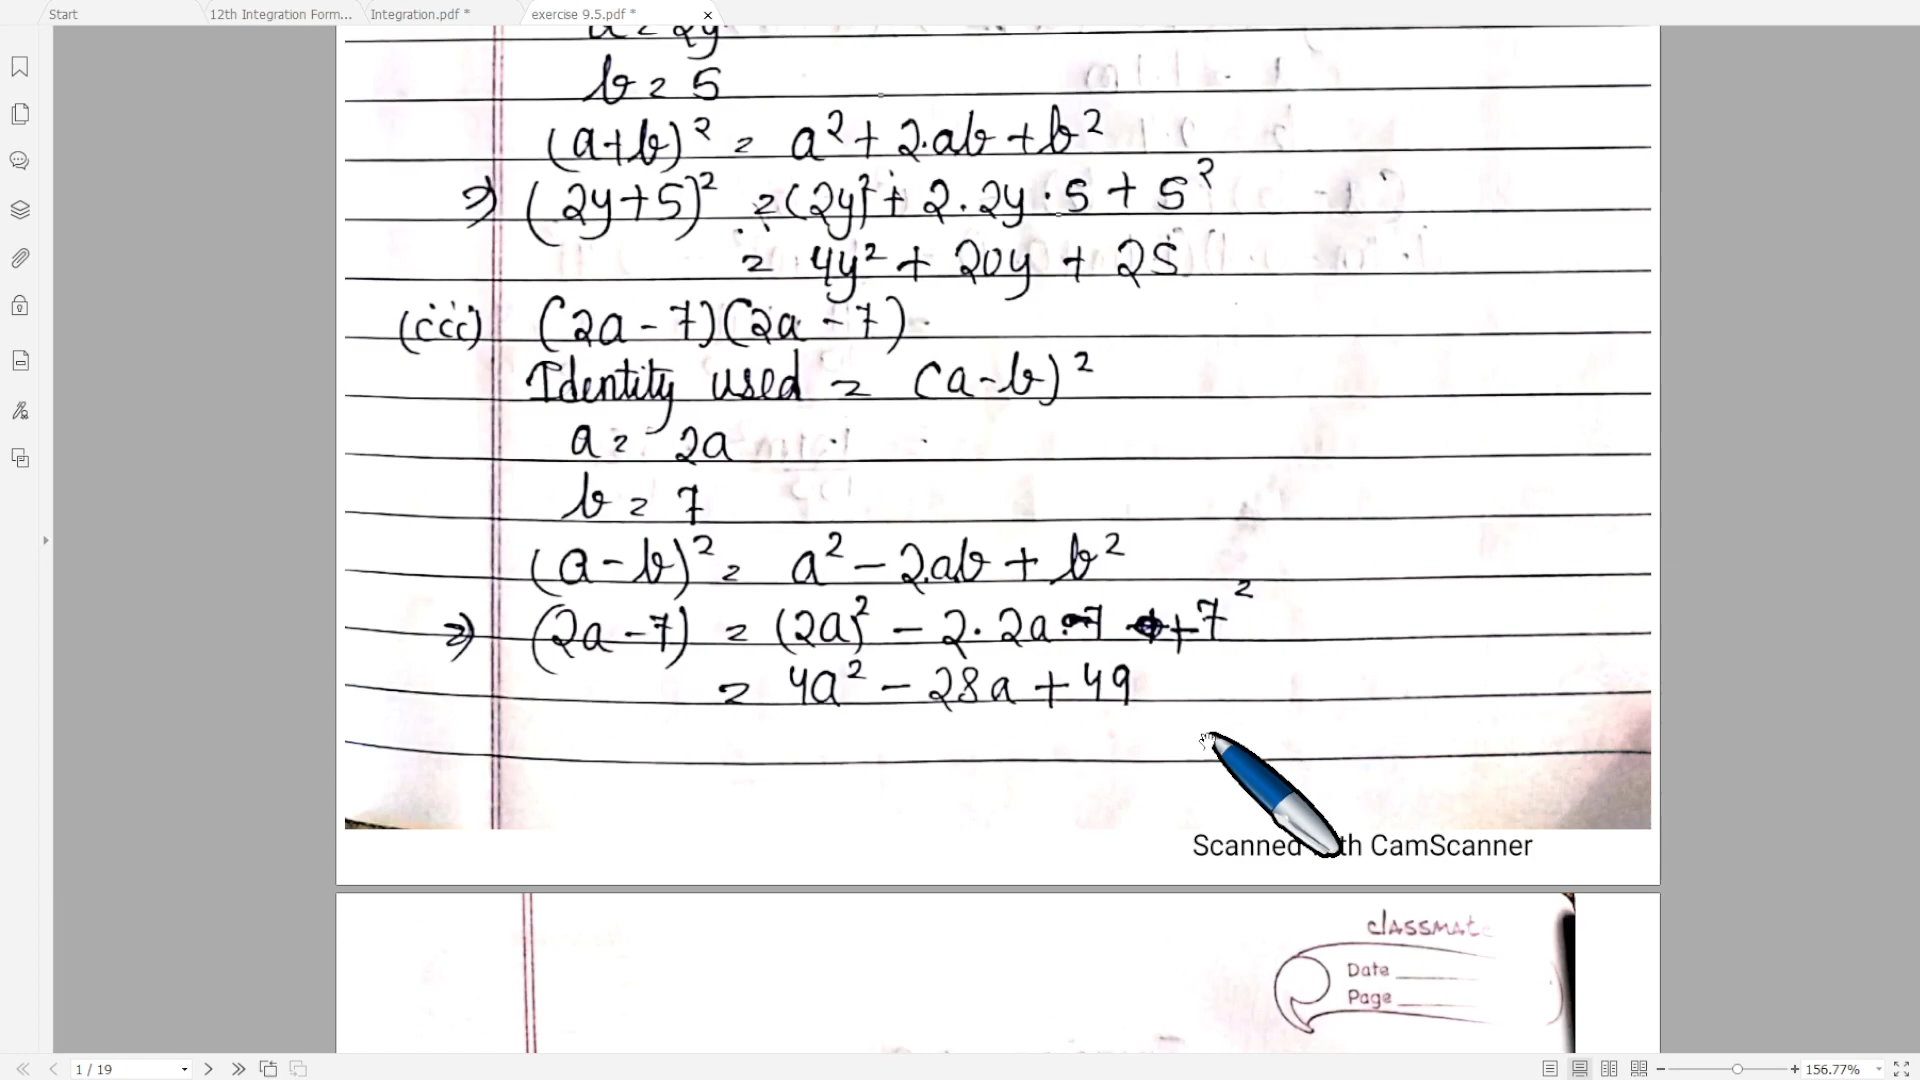 Start 12th Integration Form... Integration.pdf * exercise 9.5.pdf *
a = 2y
b = 5
(a+b)² = a² + 2.ab + b²
⇒ (2y+5)² = (2y)² + 2.2y.5 + 5²
= 4y² + 20y + 25
(iii) (2a - 7)(2a - 7)
Identity used = (a-b)²
a = 2a
b = 7
(a-b)² = a² - 2.ab + b²
⇒ (2a-7) = (2a)² - 2.2a.7 + 7²
= 4a² - 28a + 49
Scanned with CamScanner
classmate
Date
Page
1 / 19 156.77%